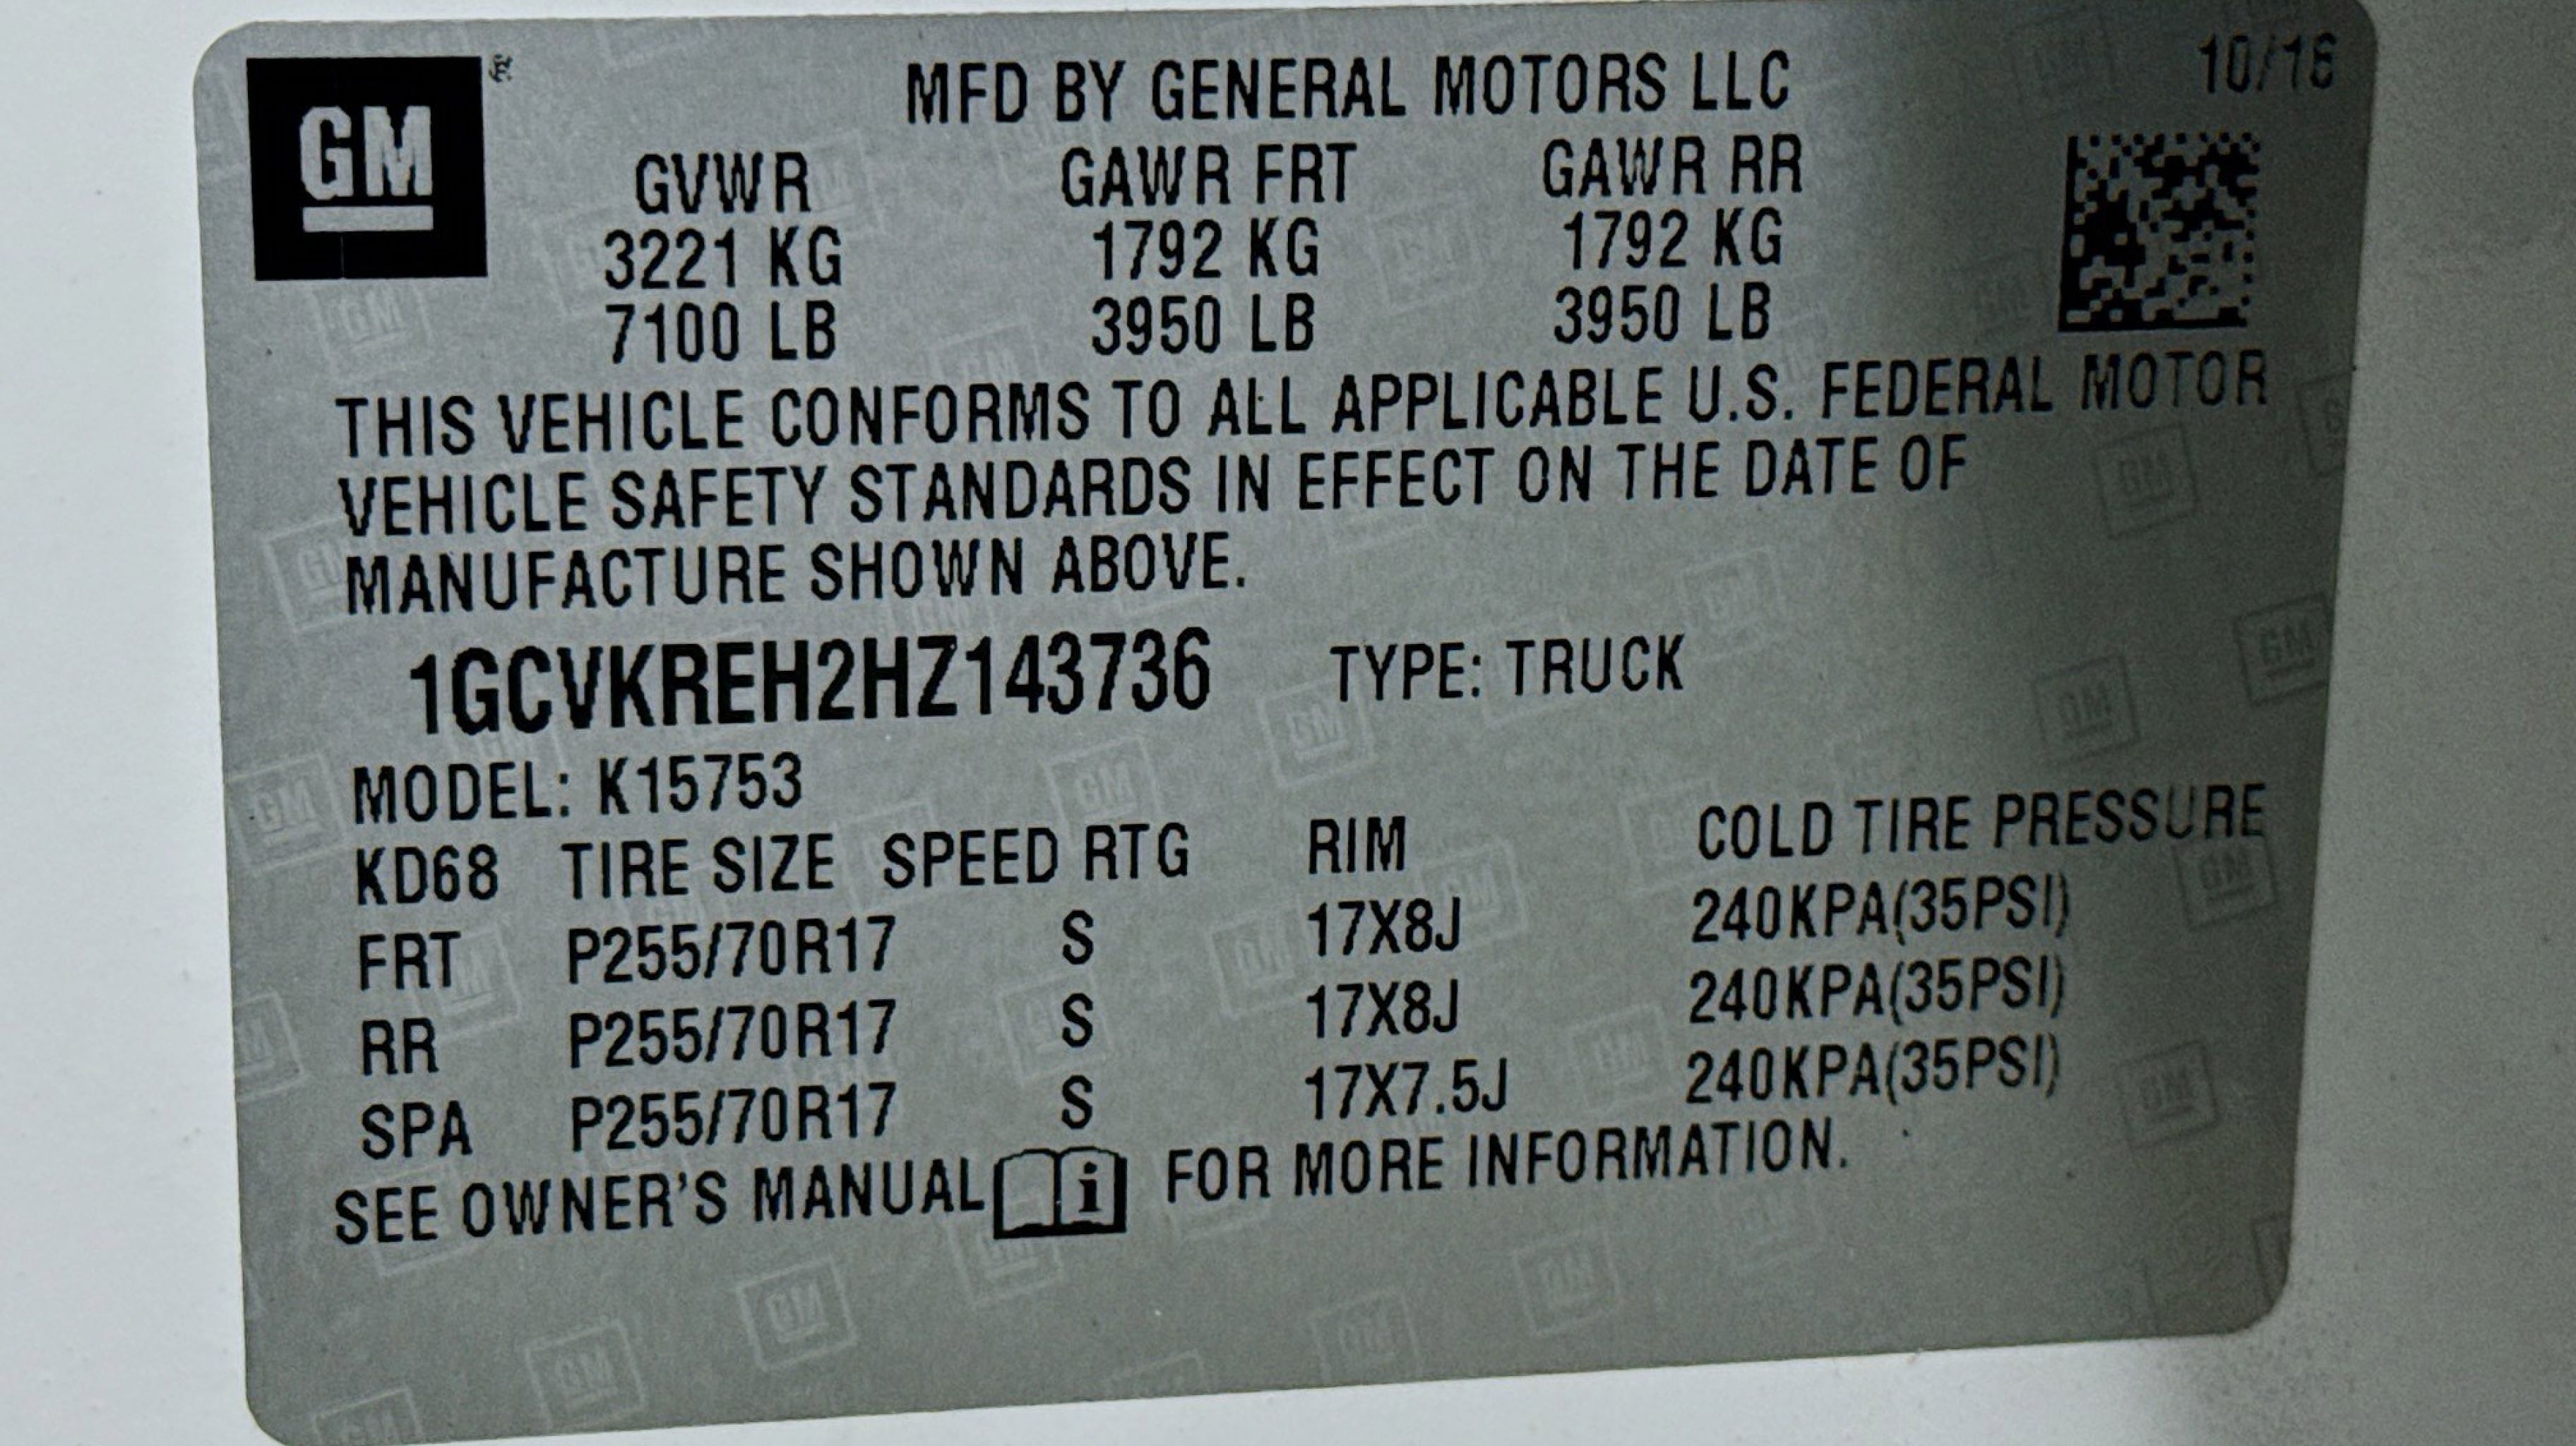 GM
MFD BY GENERAL MOTORS LLC 10/16
GVWR GAWR FRT GAWR RR
3221 KG 1792 KG 1792 KG
7100 LB 3950 LB 3950 LB
THIS VEHICLE CONFORMS TO ALL APPLICABLE U.S. FEDERAL MOTOR
VEHICLE SAFETY STANDARDS IN EFFECT ON THE DATE OF
MANUFACTURE SHOWN ABOVE.
1GCVKREH2HZ143736 TYPE: TRUCK
MODEL: K15753
KD68 TIRE SIZE SPEED RTG RIM COLD TIRE PRESSURE
FRT P255/70R17 S 17X8J 240KPA(35PSI)
RR P255/70R17 S 17X8J 240KPA(35PSI)
SPA P255/70R17 S 17X7.5J 240KPA(35PSI)
SEE OWNER'S MANUAL i FOR MORE INFORMATION.